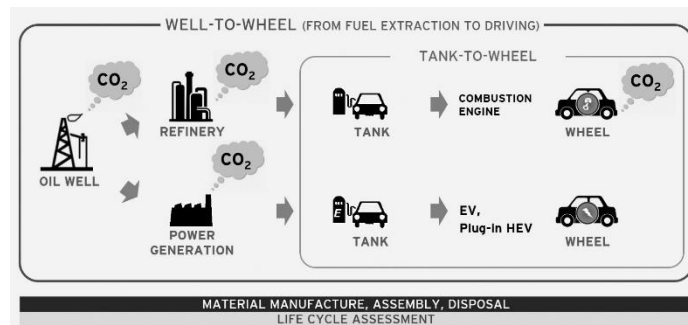 WELL-TO-WHEEL (FROM FUEL EXTRACTION TO DRIVING)
TANK-TO-WHEEL
CO2
CO2
CO2
OIL WELL
REFINERY
TANK
COMBUSTION
ENGINE
WHEEL
CO2
POWER
GENERATION
E
TANK
EV,
Plug-in HEV
WHEEL
MATERIAL MANUFACTURE, ASSEMBLY, DISPOSAL
LIFE CYCLE ASSESSMENT